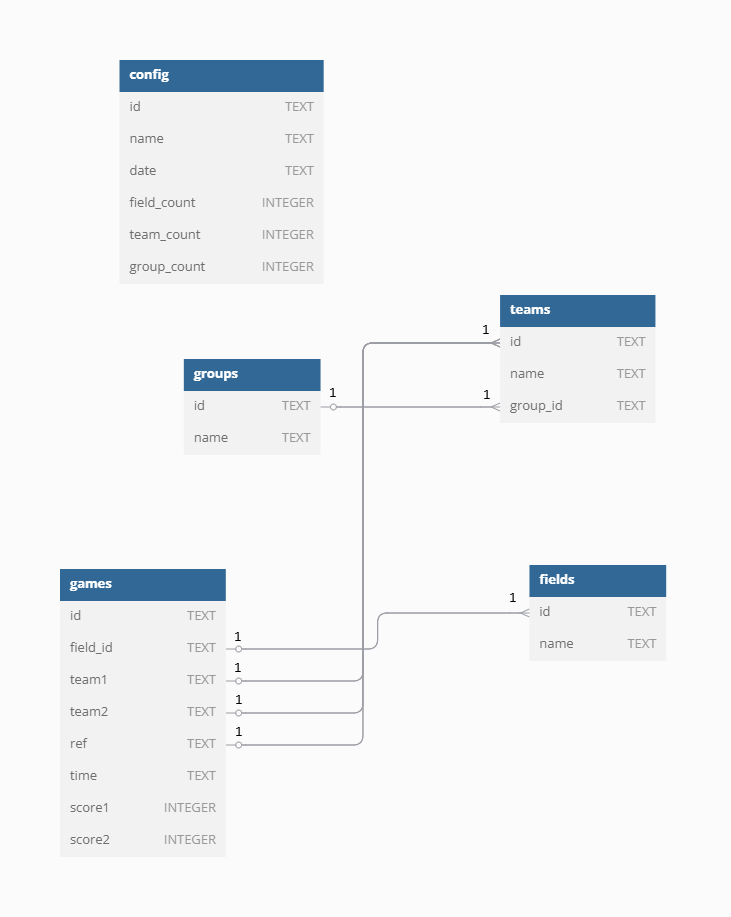 config
id TEXT
name TEXT
date TEXT
field_count INTEGER
team_count INTEGER
group_count INTEGER
teams
1
id TEXT
name TEXT
1
group_id TEXT
groups
1
id TEXT
name TEXT
games
id TEXT
1
field_id TEXT
1
team1 TEXT
1
team2 TEXT
1
ref TEXT
time TEXT
score1 INTEGER
score2 INTEGER
fields
1
id TEXT
name TEXT